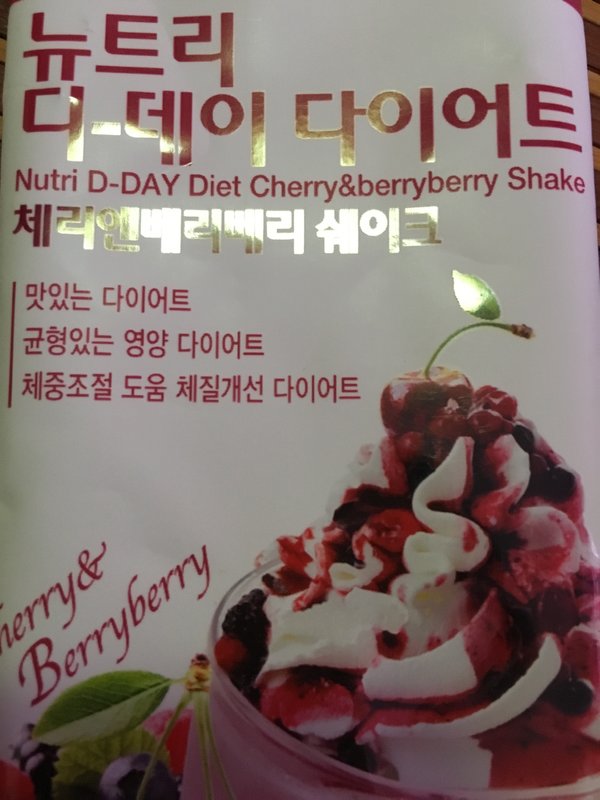 뉴트리
디-데이 다이어트
Nutri D-DAY Diet Cherry&berryberry Shake
체리앤베리베리 쉐이크
맛있는 다이어트
균형있는 영양 다이어트
체중조절 도움 체질개선 다이어트
herry&
Berryberry